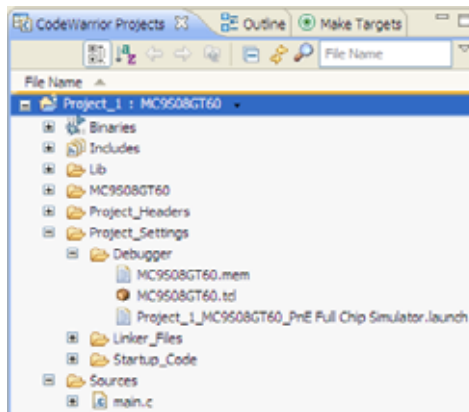 CodeWarrior Projects Outline Make Targets
File Name
File Name
Project_1 : MC9S08GT60
Binaries
Includes
Lib
MC9S08GT60
Project_Headers
Project_Settings
Debugger
MC9S08GT60.mem
MC9S08GT60.tcl
Project_1_MC9S08GT60_PnE Full Chip Simulator.launch
Linker_Files
Startup_Code
Sources
main.c